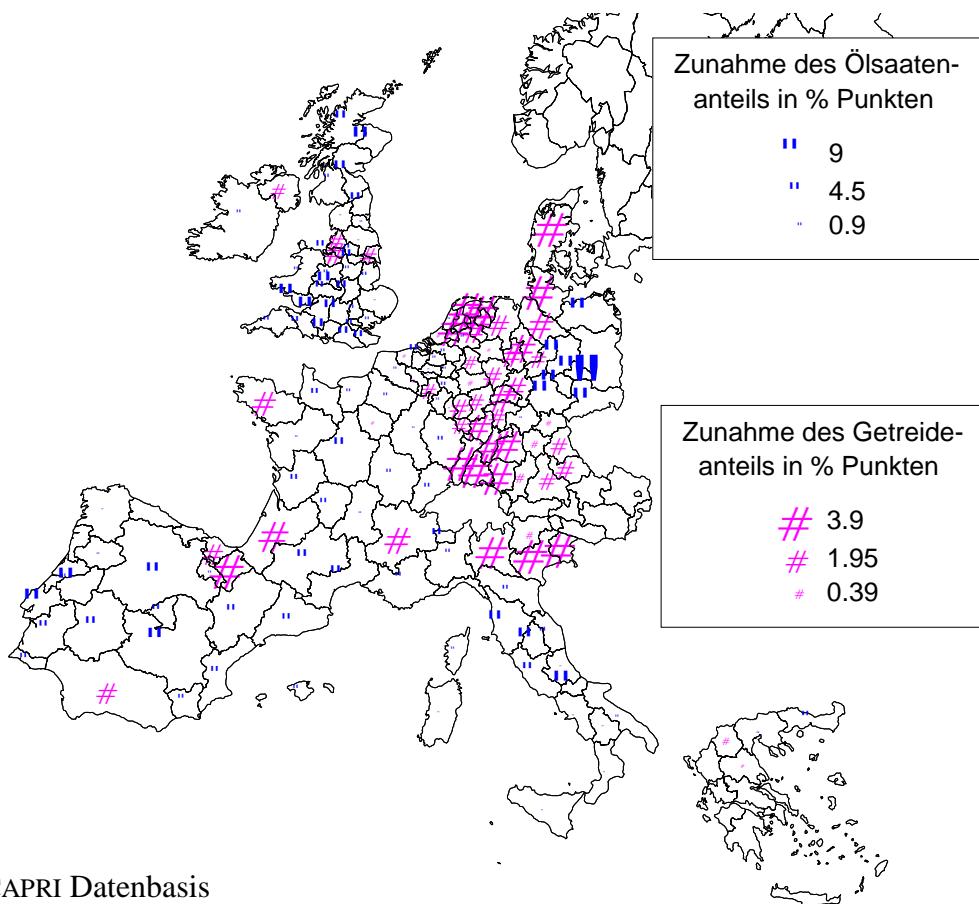 Zunahme des Ölsaaten-
anteils in % Punkten
" 9
" 4.5
" 0.9
Zunahme des Getreide-
anteils in % Punkten
# 3.9
# 1.95
# 0.39
CAPRI Datenbasis